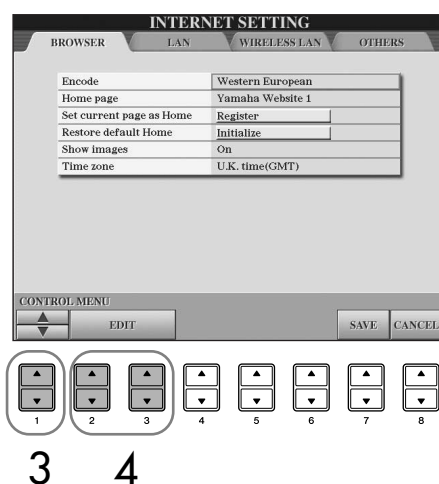 INTERNET SETTING
BROWSER LAN WIRELESS LAN OTHERS
Encode Western European
Home page Yamaha Website 1
Set current page as Home Register
Restore default Home Initialize
Show images On
Time zone U.K. time(GMT)
CONTROL MENU
EDIT SAVE CANCEL
1 2 3 4 5 6 7 8
3 4